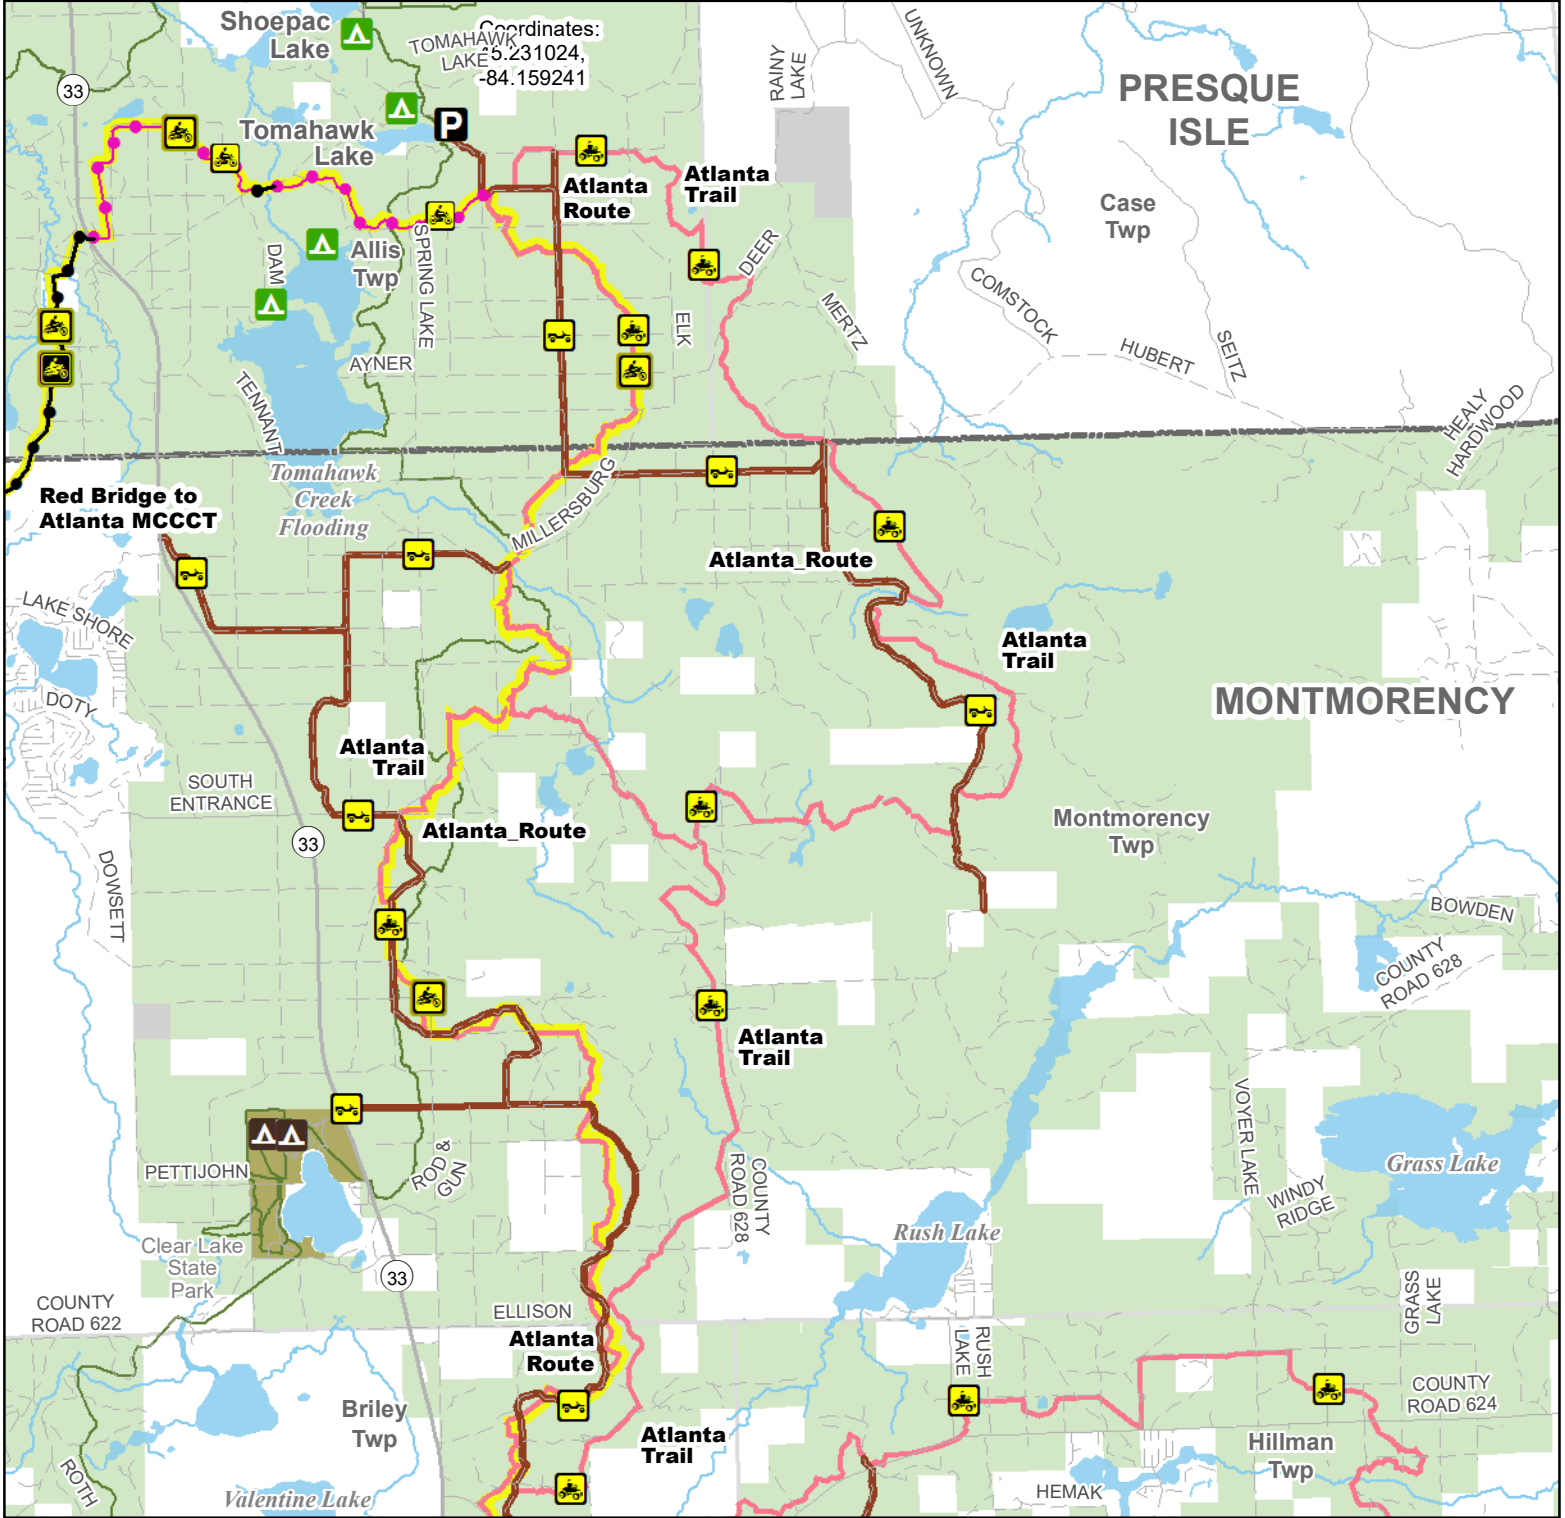 Shoepac
Lake
TOMAHAWK
LAKE
Coordinates:
45.231024,
-84.159241
RAINY
LAKE
UNKNOWN
PRESQUE
ISLE
33
P
Tomahawk
Lake
Atlanta
Route
Atlanta
Trail
Case
Twp
DAM
Allis
Twp
SPRING LAKE
DEER
ELK
MERTZ
COMSTOCK
HUBERT
SEITZ
AYNER
TENNANT
HEALY
HARDWOOD
Tomahawk
Creek
Flooding
MILLERSBURG
Red Bridge to
Atlanta MCCCT
Atlanta_Route
LAKE SHORE
Atlanta
Trail
MONTMORENCY
DOTY
Atlanta
Trail
SOUTH
ENTRANCE
Atlanta_Route
33
Montmorency
Twp
DOWSETT
BOWDEN
COUNTY
ROAD 628
Atlanta
Trail
VOYER LAKE
PETTIJOHN
ROD &
GUN
COUNTY
ROAD 628
Grass Lake
WINDY
RIDGE
Rush Lake
Clear Lake
State
Park
33
COUNTY
ROAD 622
ELLISON
GRASS
LAKE
Atlanta
Route
RUSH
LAKE
COUNTY
ROAD 624
Briley
Twp
Atlanta
Trail
Hillman
Twp
ROTH
Valentine Lake
HEMAK